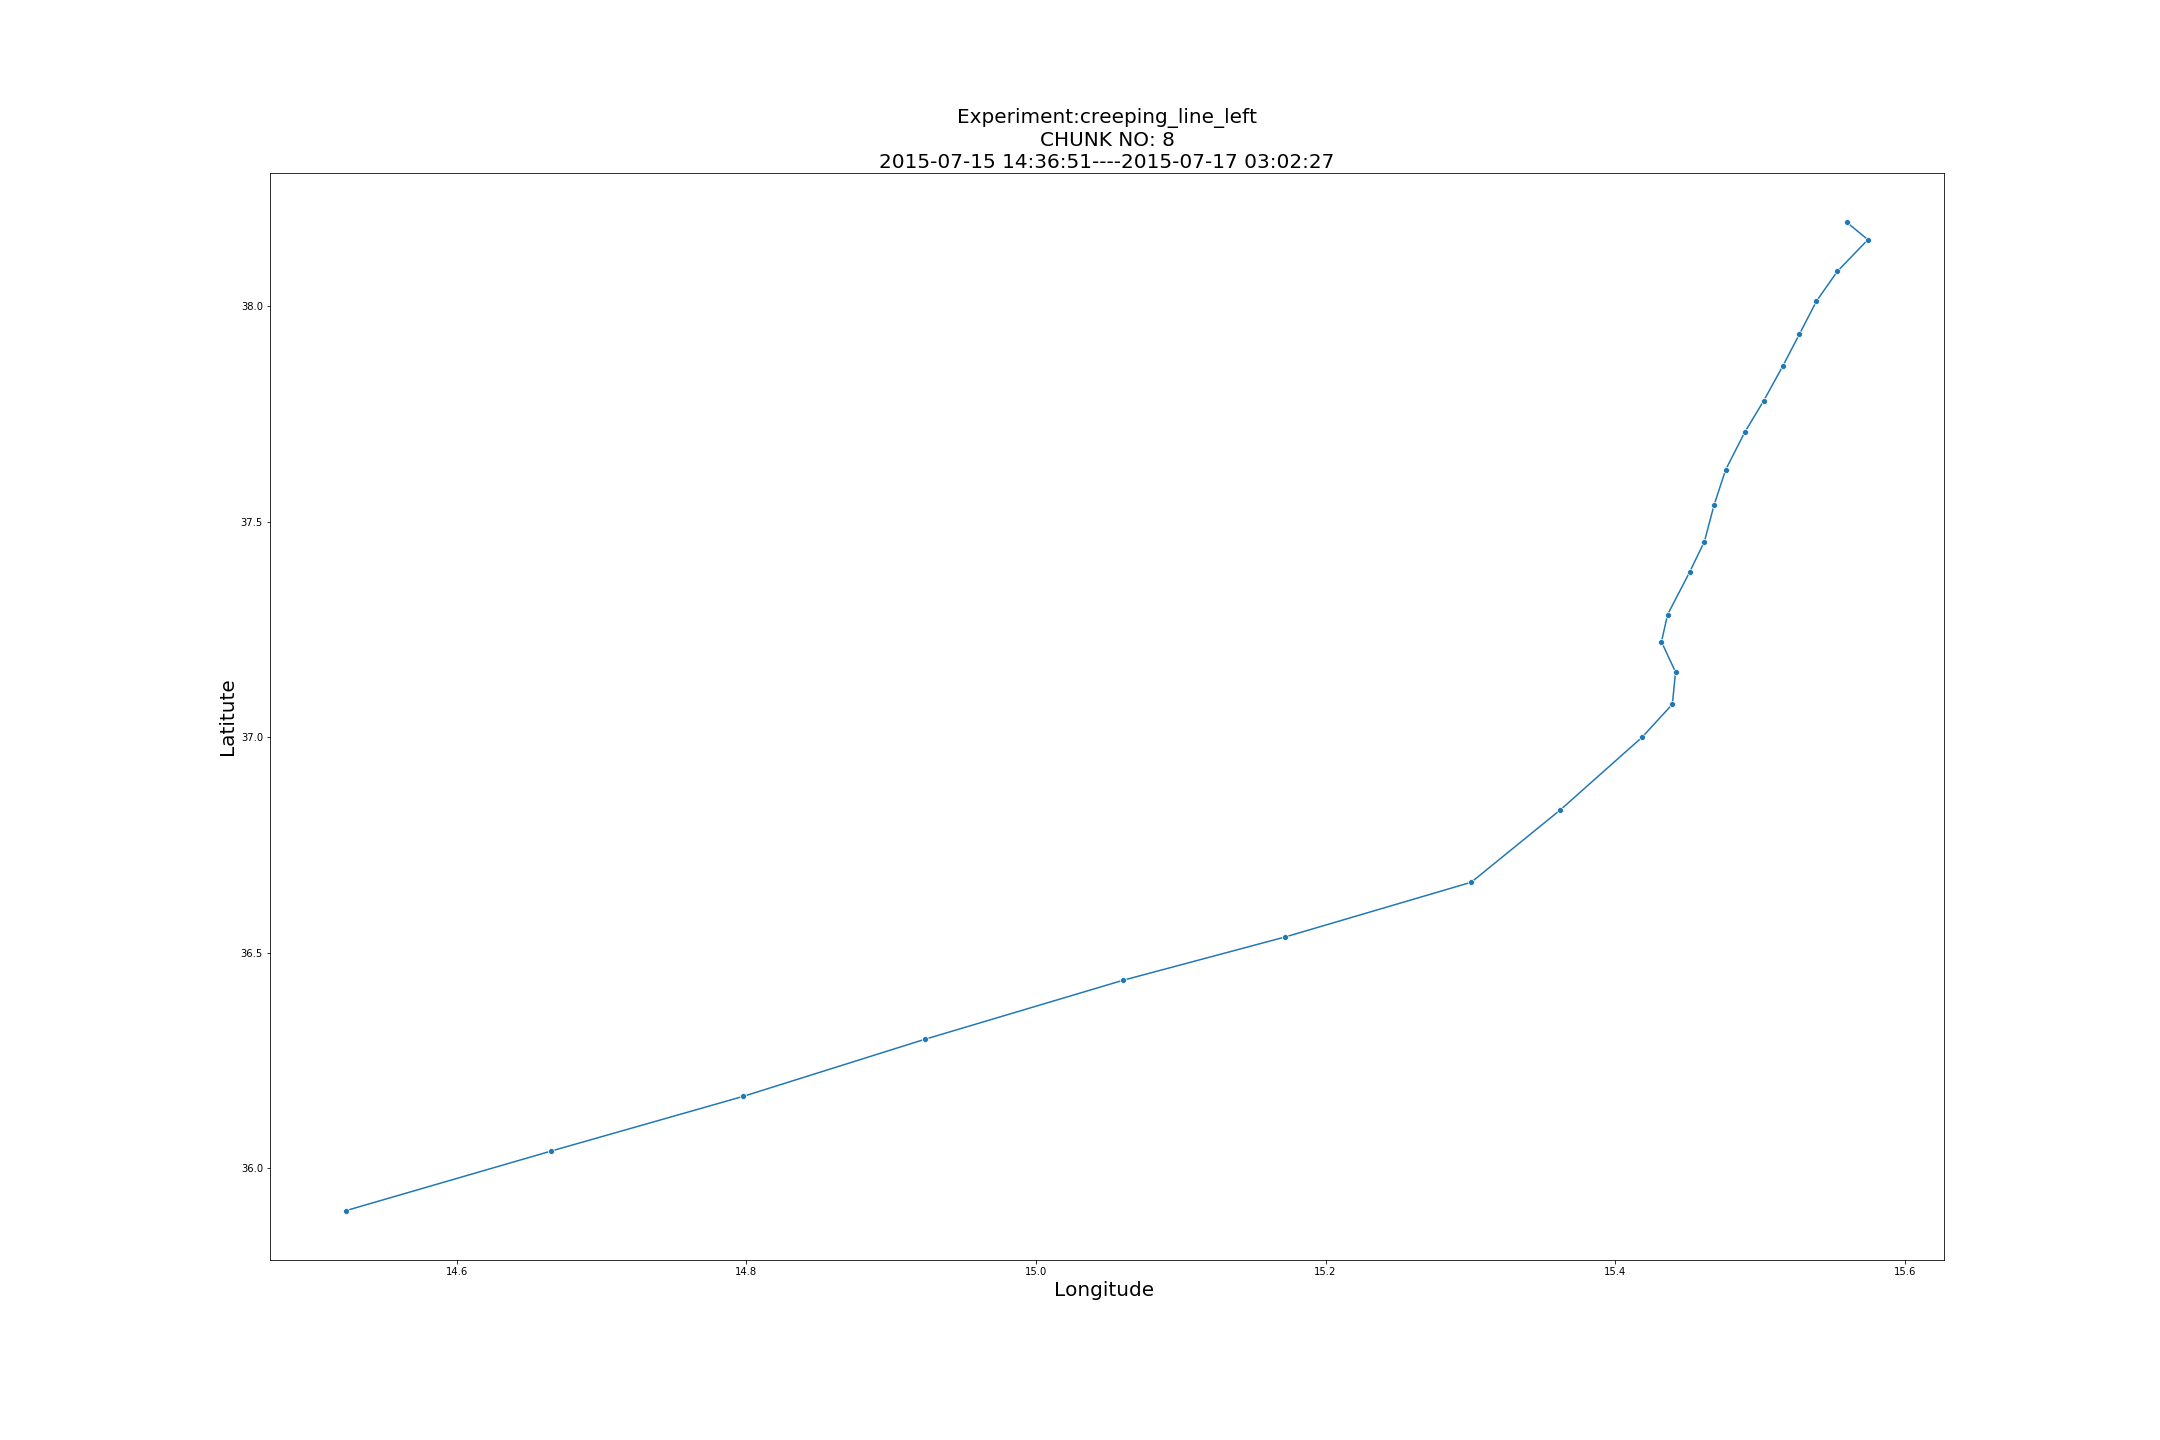 Experiment:creeping_line_left
CHUNK NO: 8
2015-07-15 14:36:51----2015-07-17 03:02:27
38.0
37.5
37.0
36.5
36.0
Latitute
14.6
14.8
15.0
15.2
15.4
15.6
Longitude